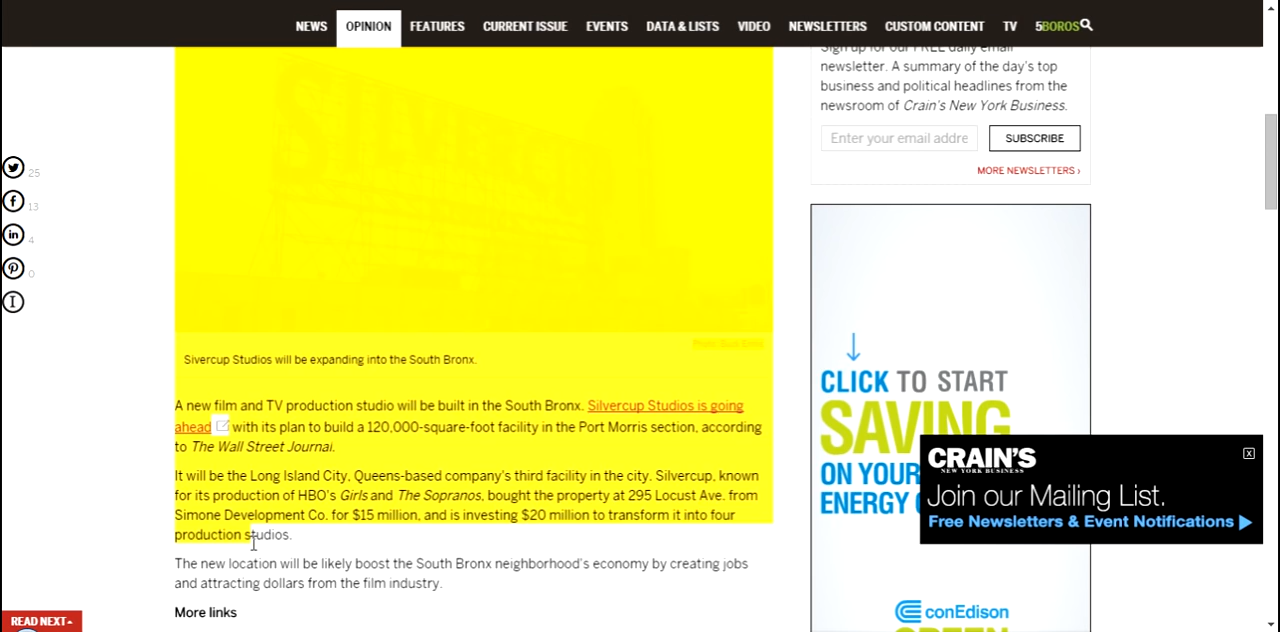 NEWS OPINION FEATURES CURRENT ISSUE EVENTS DATA & LISTS VIDEO NEWSLETTERS CUSTOM CONTENT TV 5BOROS
25
13
4
0
SILVERCUP
Sivercup Studios will be expanding into the South Bronx.
A new film and TV production studio will be built in the South Bronx. Silvercup Studios is going
ahead with its plan to build a 120,000-square-foot facility in the Port Morris section, according
to The Wall Street Journal.
It will be the Long Island City, Queens-based company's third facility in the city. Silvercup, known
for its production of HBO's Girls and The Sopranos, bought the property at 295 Locust Ave. from
Simone Development Co. for $15 million, and is investing $20 million to transform it into four
production studios.
The new location will be likely boost the South Bronx neighborhood's economy by creating jobs
and attracting dollars from the film industry.
More links
READ NEXT
Sign up for our FREE daily email
newsletter. A summary of the day's top
business and political headlines from the
newsroom of Crain's New York Business.
Enter your email addre
SUBSCRIBE
MORE NEWSLETTERS ›
CLICK TO START
SAVING
ON YOUR
ENERGY
CRAIN'S
NEW YORK BUSINESS
Join our Mailing List.
Free Newsletters & Event Notifications
conEdison
GREEN